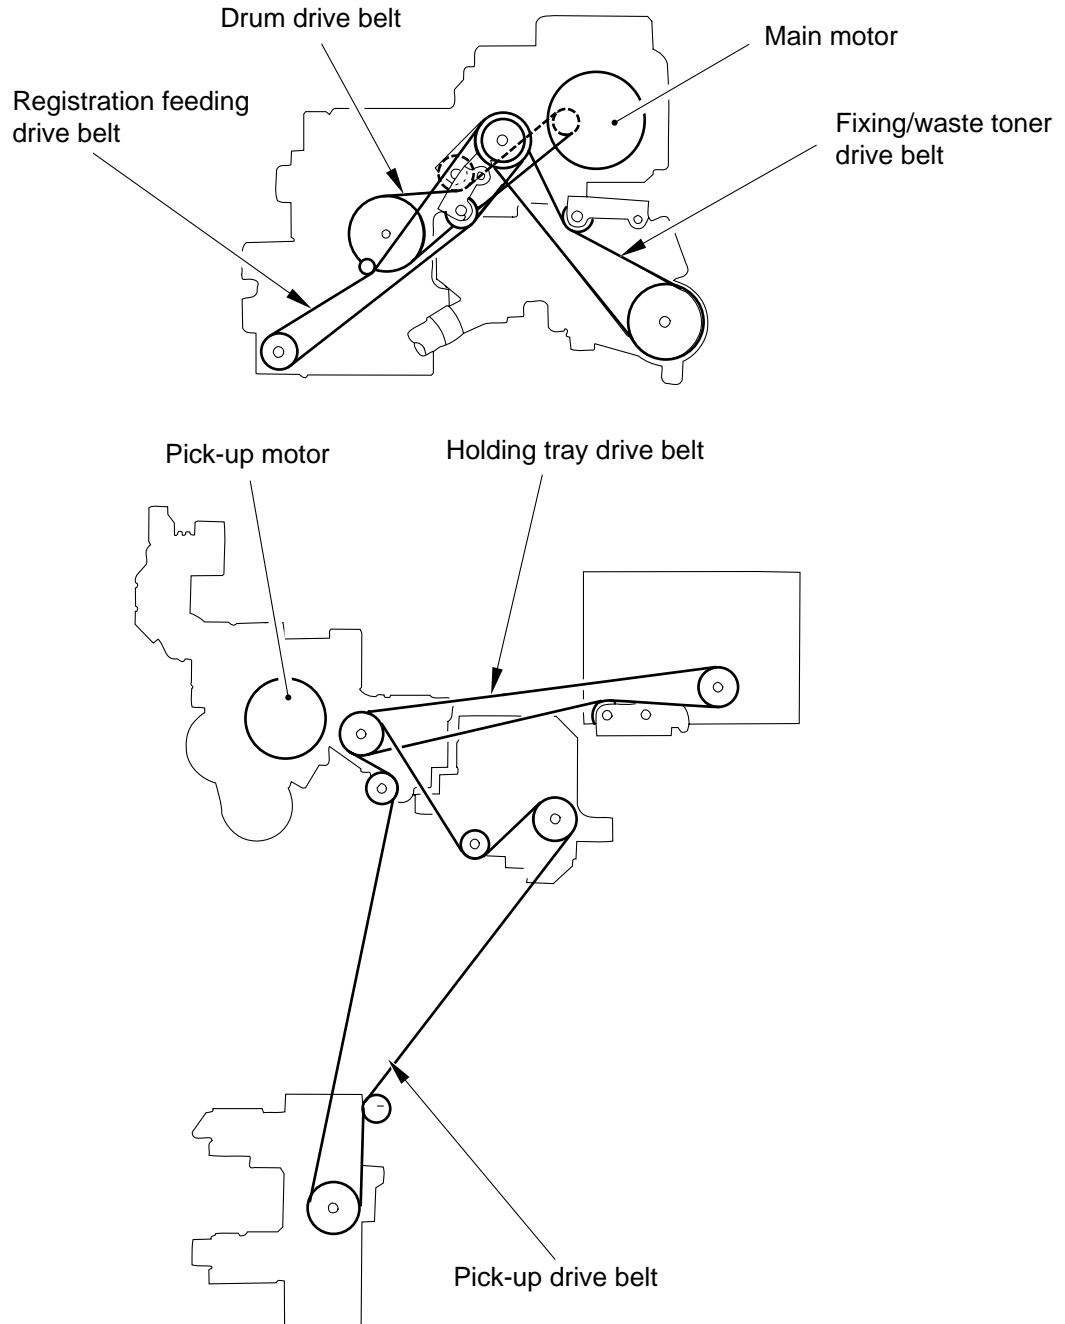 Drum drive belt
Main motor
Registration feeding
drive belt
Fixing/waste toner
drive belt
Pick-up motor
Holding tray drive belt
Pick-up drive belt